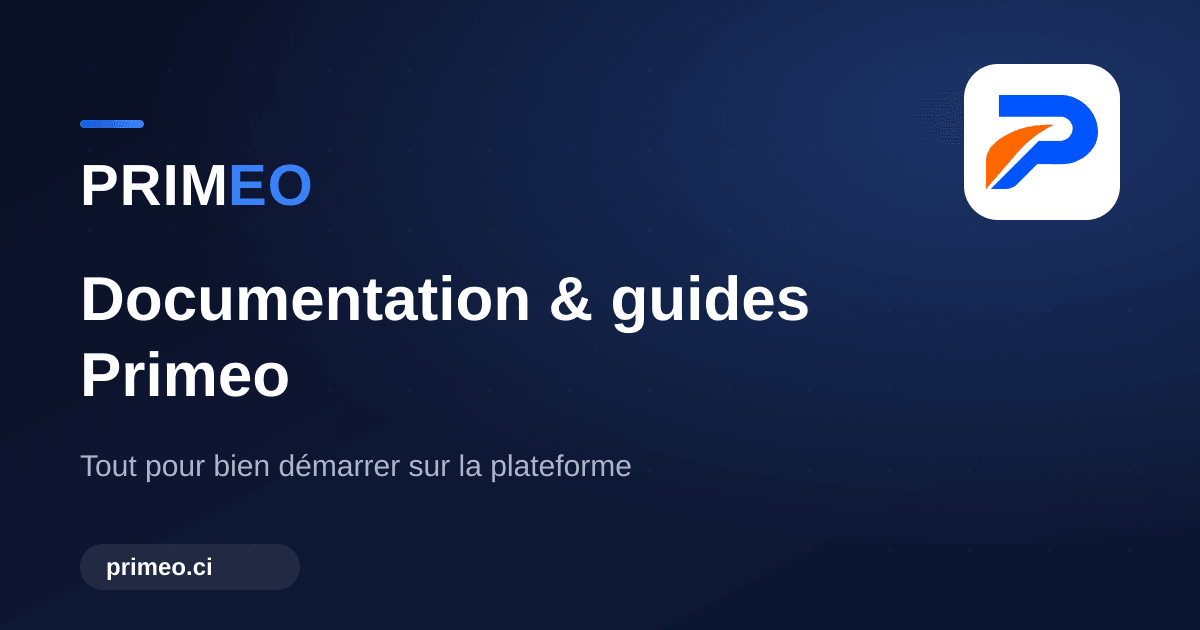 PRIMEO
Documentation & guides
Primeo
Tout pour bien démarrer sur la plateforme
primeo.ci